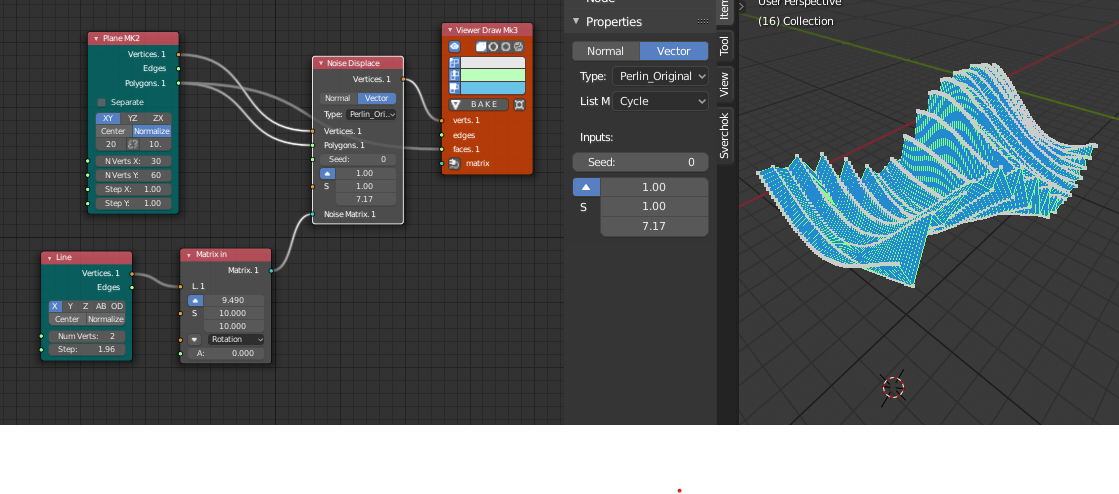 Plane MK2
Vertices. 1
Edges
Polygons. 1
Separate
XY YZ ZX
Center Normalize
20 10.
N Verts X: 30
N Verts Y: 60
Step X: 1.00
Step Y: 1.00
Line
Vertices. 1
Edges
X Y Z AB OD
Center Normalize
Num Verts: 2
Step: 1.96
Matrix in
Matrix. 1
L. 1
9.490
S 10.000
10.000
Rotation
A: 0.000
Noise Displace
Vertices. 1
Normal Vector
Type: Perlin_Ori..
Vertices. 1
Polygons. 1
Seed: 0
1.00
S 1.00
7.17
Noise Matrix. 1
Viewer Draw Mk3
BAKE
verts. 1
edges
faces. 1
matrix
Properties
Normal Vector
Type: Perlin_Original
List M Cycle
Inputs:
Seed: 0
1.00
S 1.00
7.17
Item
Tool
View
Sverchok
User Perspective
(16) Collection